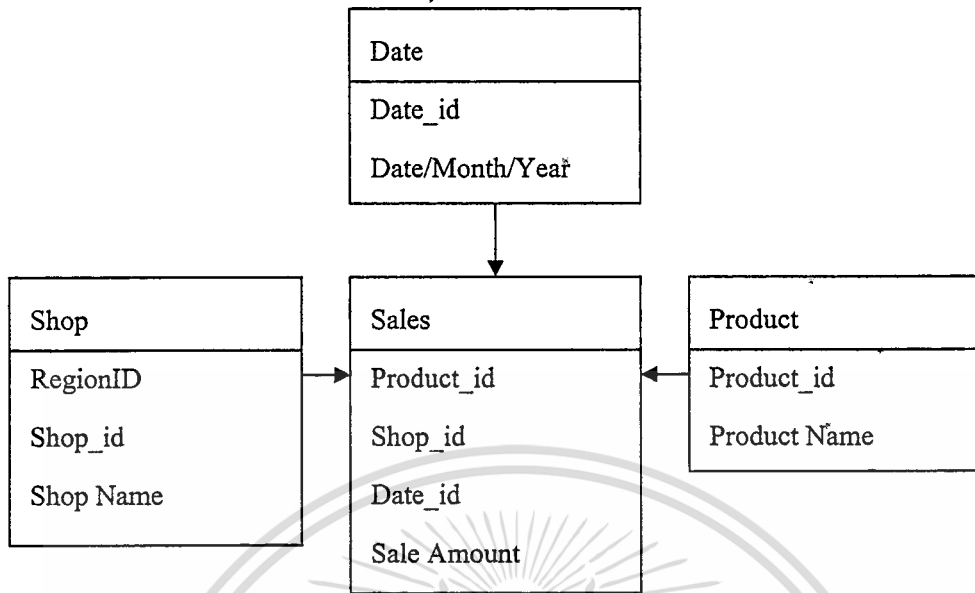 Date
Date_id
Date/Month/Year
Shop
RegionID
Shop_id
Shop Name
Sales
Product_id
Shop_id
Date_id
Sale Amount
Product
Product_id
Product Name